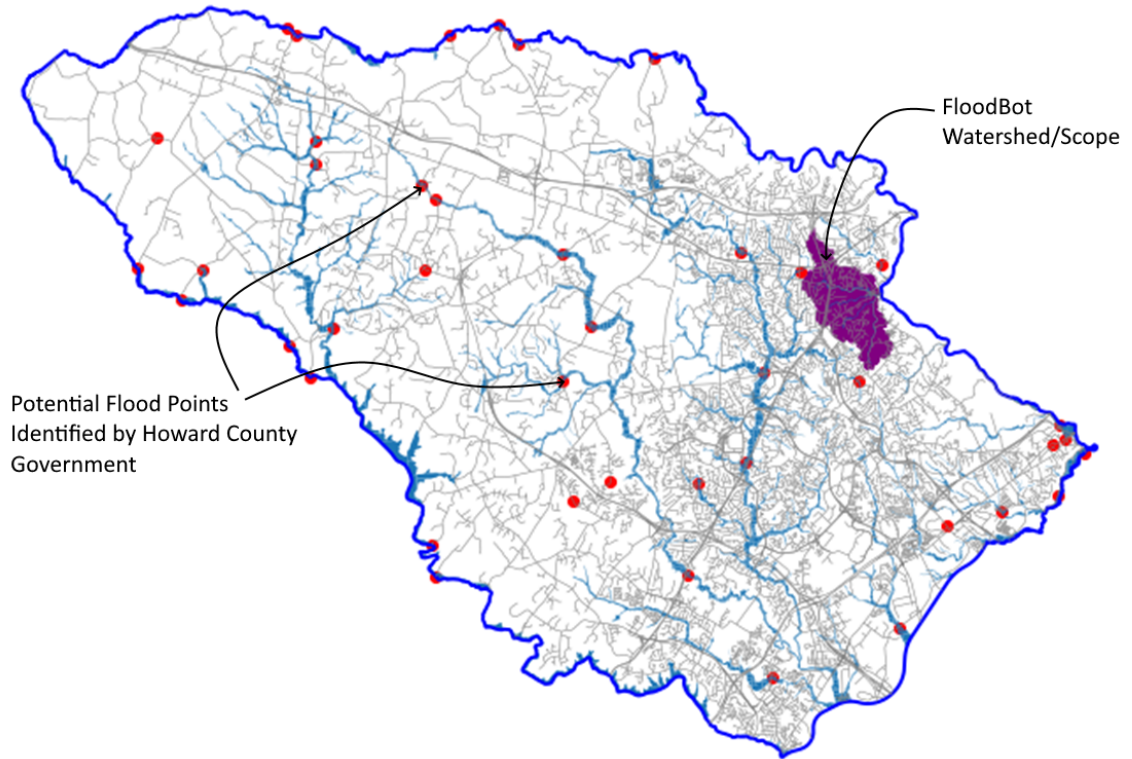 FloodBot
Watershed/Scope
Potential Flood Points
Identified by Howard County
Government